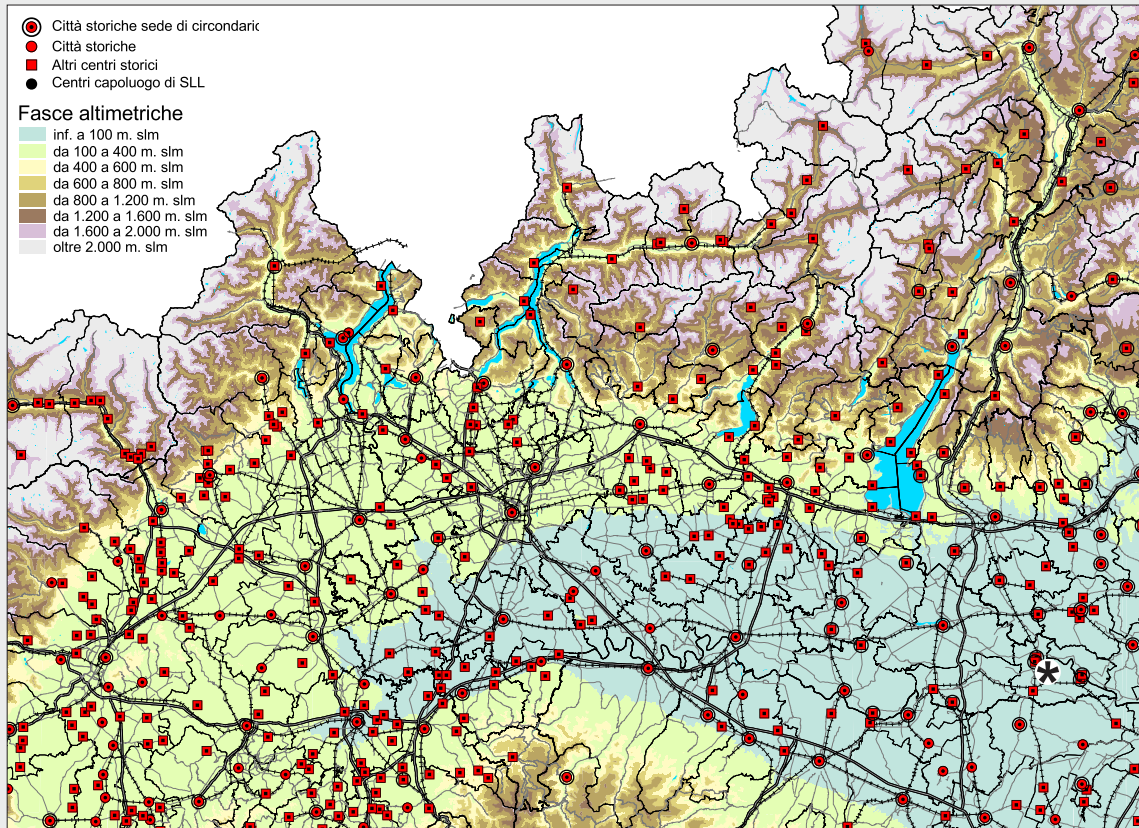 Città storiche sede di circondaric
Città storiche
Altri centri storici
Centri capoluogo di SLL
Fasce altimetriche
inf. a 100 m. slm
da 100 a 400 m. slm
da 400 a 600 m. slm
da 600 a 800 m. slm
da 800 a 1.200 m. slm
da 1.200 a 1.600 m. slm
da 1.600 a 2.000 m. slm
oltre 2.000 m. slm
*